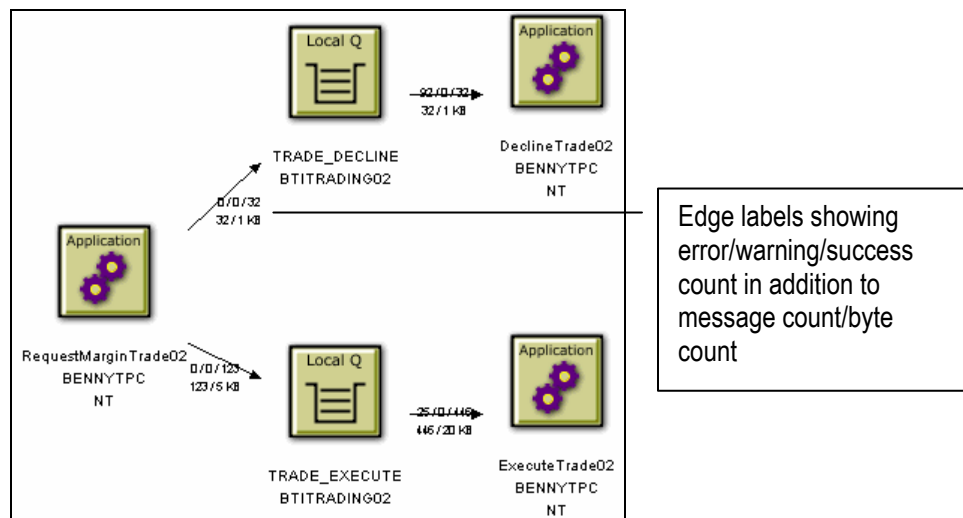 Local Q
TRADE_DECLINE
BTITRADING02
92/0/32
32/1 KB
Application
DeclineTrade02
BENNYTPC
NT
0/0/32
32/1 KB
Application
RequestMarginTrade02
BENNYTPC
NT
0/0/123
123/5 KB
Local Q
TRADE_EXECUTE
BTITRADING02
25/0/446
446/20 KB
Application
ExecuteTrade02
BENNYTPC
NT
Edge labels showing
error/warning/success
count in addition to
message count/byte
count